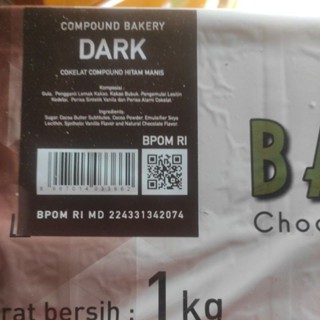 COMPOUND BAKERY
DARK
COKELAT COMPOUND HITAM MANIS
Komposisi:
Gula, Pengganti Lemak Kakao, Kakao Bubuk, Pengemulsi Lesitin
Kedelai, Perisa Sintetik Vanila dan Perisa Alami Cokelat
Ingredients:
Sugar, Cocoa Butter Subtitutes, Cocoa Powder, Emulsifier Soya
Lecithin, Synthetic Vanilla Flavor and Natural Chocolate Flavor
BPOM RI
BPOM RI MD 224331342074
BA
Choc
rat bersih : 1kg